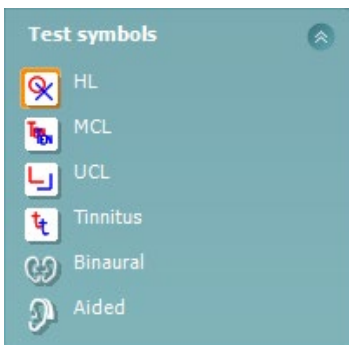 Test symbols
HL
MCL
UCL
Tinnitus
Binaural
Aided